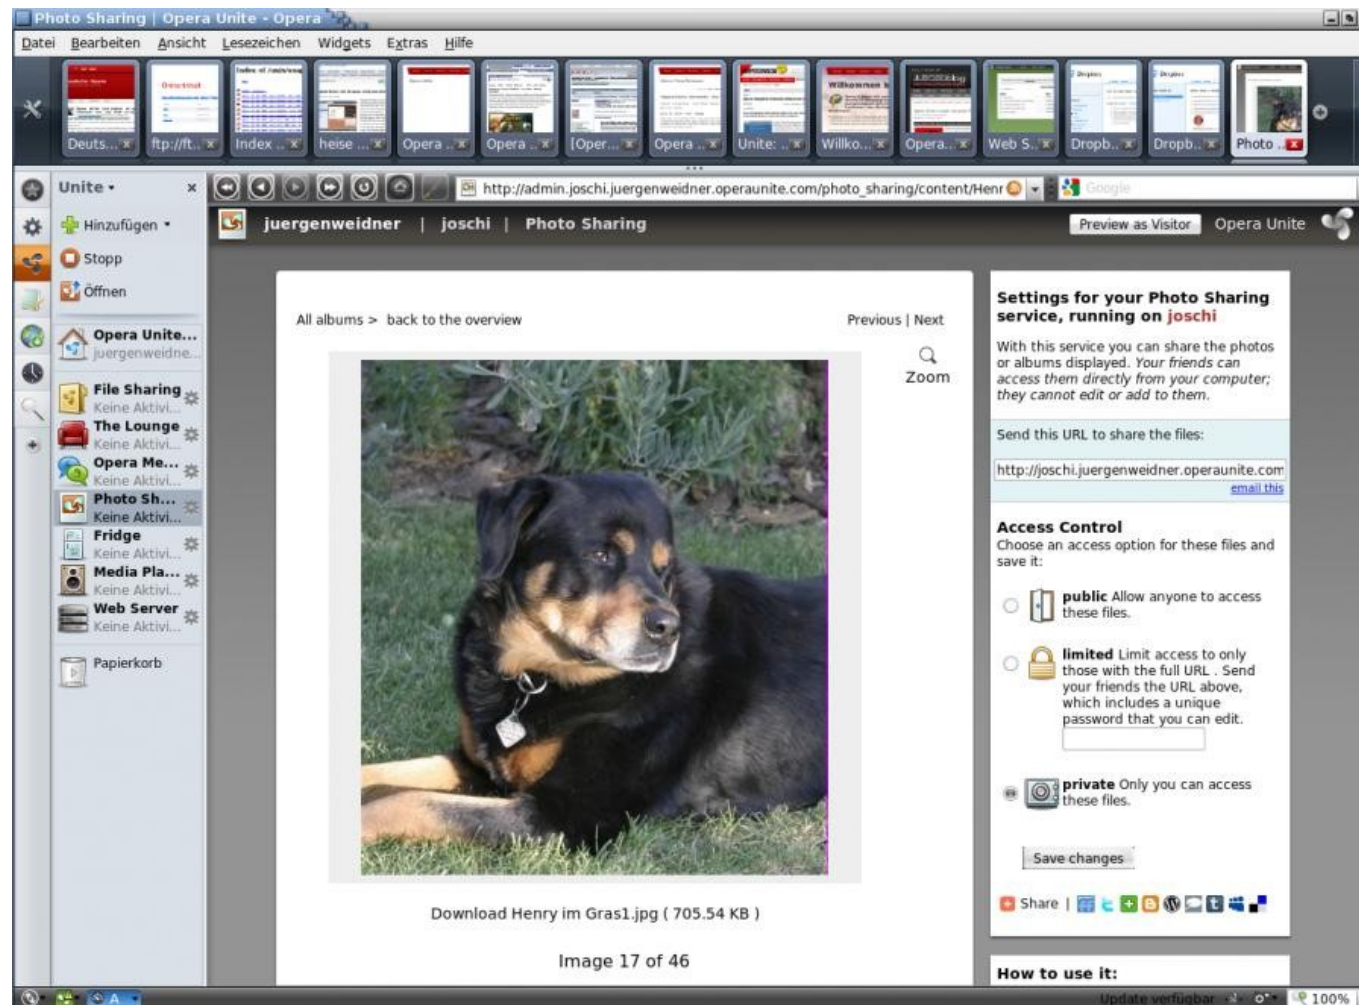 Photo Sharing | Opera Unite - Opera
Datei Bearbeiten Ansicht Lesezeichen Widgets Extras Hilfe
Deuts... ftp://ft... Index ... heise ... Opera ... Opera ... [Oper... Opera ... Unite: ... Willko... Opera... Web S... Dropb... Dropb... Photo ...
Unite
http://admin.joschi.juergenweidner.operaunite.com/photo_sharing/content/Henr
Google
Hinzufügen
Stopp
Öffnen
Opera Unite...
juergenweidne...
File Sharing
Keine Aktivi...
The Lounge
Keine Aktivi...
Opera Me...
Keine Aktivi...
Photo Sh...
Keine Aktivi...
Fridge
Keine Aktivi...
Media Pla...
Keine Aktivi...
Web Server
Keine Aktivi...
Papierkorb
juergenweidner | joschi | Photo Sharing
Preview as Visitor
Opera Unite
All albums > back to the overview
Previous | Next
Zoom
Download Henry im Gras1.jpg ( 705.54 KB )
Image 17 of 46
Settings for your Photo Sharing
service, running on joschi
With this service you can share the photos
or albums displayed. Your friends can
access them directly from your computer;
they cannot edit or add to them.
Send this URL to share the files:
http://joschi.juergenweidner.operaunite.com
email this
Access Control
Choose an access option for these files and
save it:
public Allow anyone to access
these files.
limited Limit access to only
those with the full URL . Send
your friends the URL above,
which includes a unique
password that you can edit.
private Only you can access
these files.
Save changes
Share |
How to use it:
A
Update verfügbar
100%